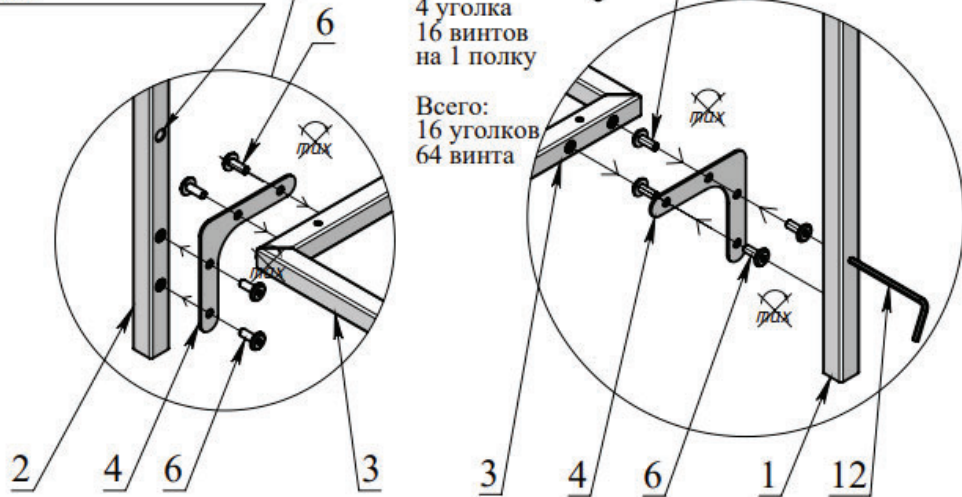 6
4 уголка
16 винтов
на 1 полку
Всего:
16 уголков
64 винта
max
max
max
max
2
4
6
3
3
4
6
1
12